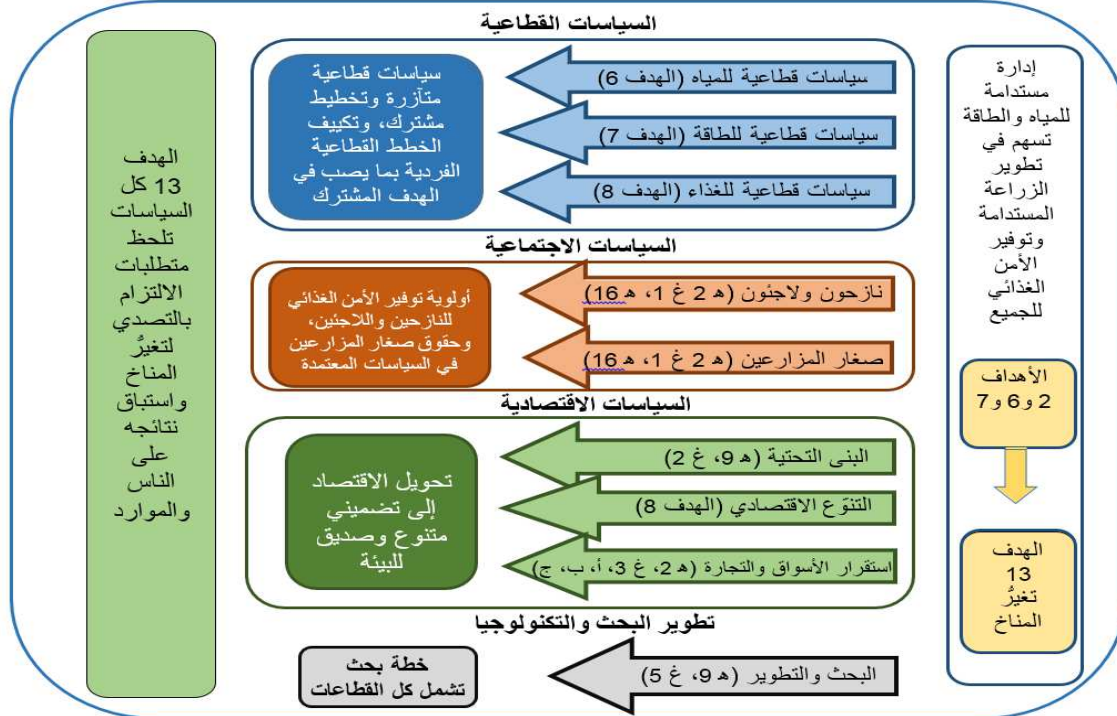 السياسات القطاعية
إدارة
مستدامة
للمياه والطاقة
تسهم في
تطوير
الزراعة
المستدامة
وتوفير
الأمن
الغذائي
للجميع
الأهداف
2 و6 و7
الهدف
13
تغيرُّ
المناخ
سياسات قطاعية للمياه (الهدف 6)
سياسات قطاعية للطاقة (الهدف 7)
سياسات قطاعية للغذاء (الهدف 8)
سياسات قطاعية
متآزرة وتخطيط
مشترك، وتكييف
الخطط القطاعية
الفردية بما يصب في
الهدف المشترك
السياسات الاجتماعية
نازحون ولاجئون (ه 2 غ 1، ه 16)
صغار المزارعين (ه 2 غ 1، ه 16)
أولوية توفير الأمن الغذائي
للنازحين واللاجئين،
وحقوق صغار المزارعين
في السياسات المعتمدة
السياسات الاقتصادية
البنى التحتية (ه 9، غ 2)
التنوّع الاقتصادي (الهدف 8)
استقرار الأسواق والتجارة (ه 2، غ 3، أ، ب، ج)
تحويل الاقتصاد
إلى تضميني
متنوع وصديق
للبيئة
تطوير البحث والتكنولوجيا
البحث والتطوير (ه 9، غ 5)
خطة بحث
تشمل كل القطاعات
الهدف
13 كل
السياسات
تلحظ
متطلبات
الالتزام
بالتصدي
لتغيرُّ
المناخ
واستباق
نتائجه
على
الناس
والموارد